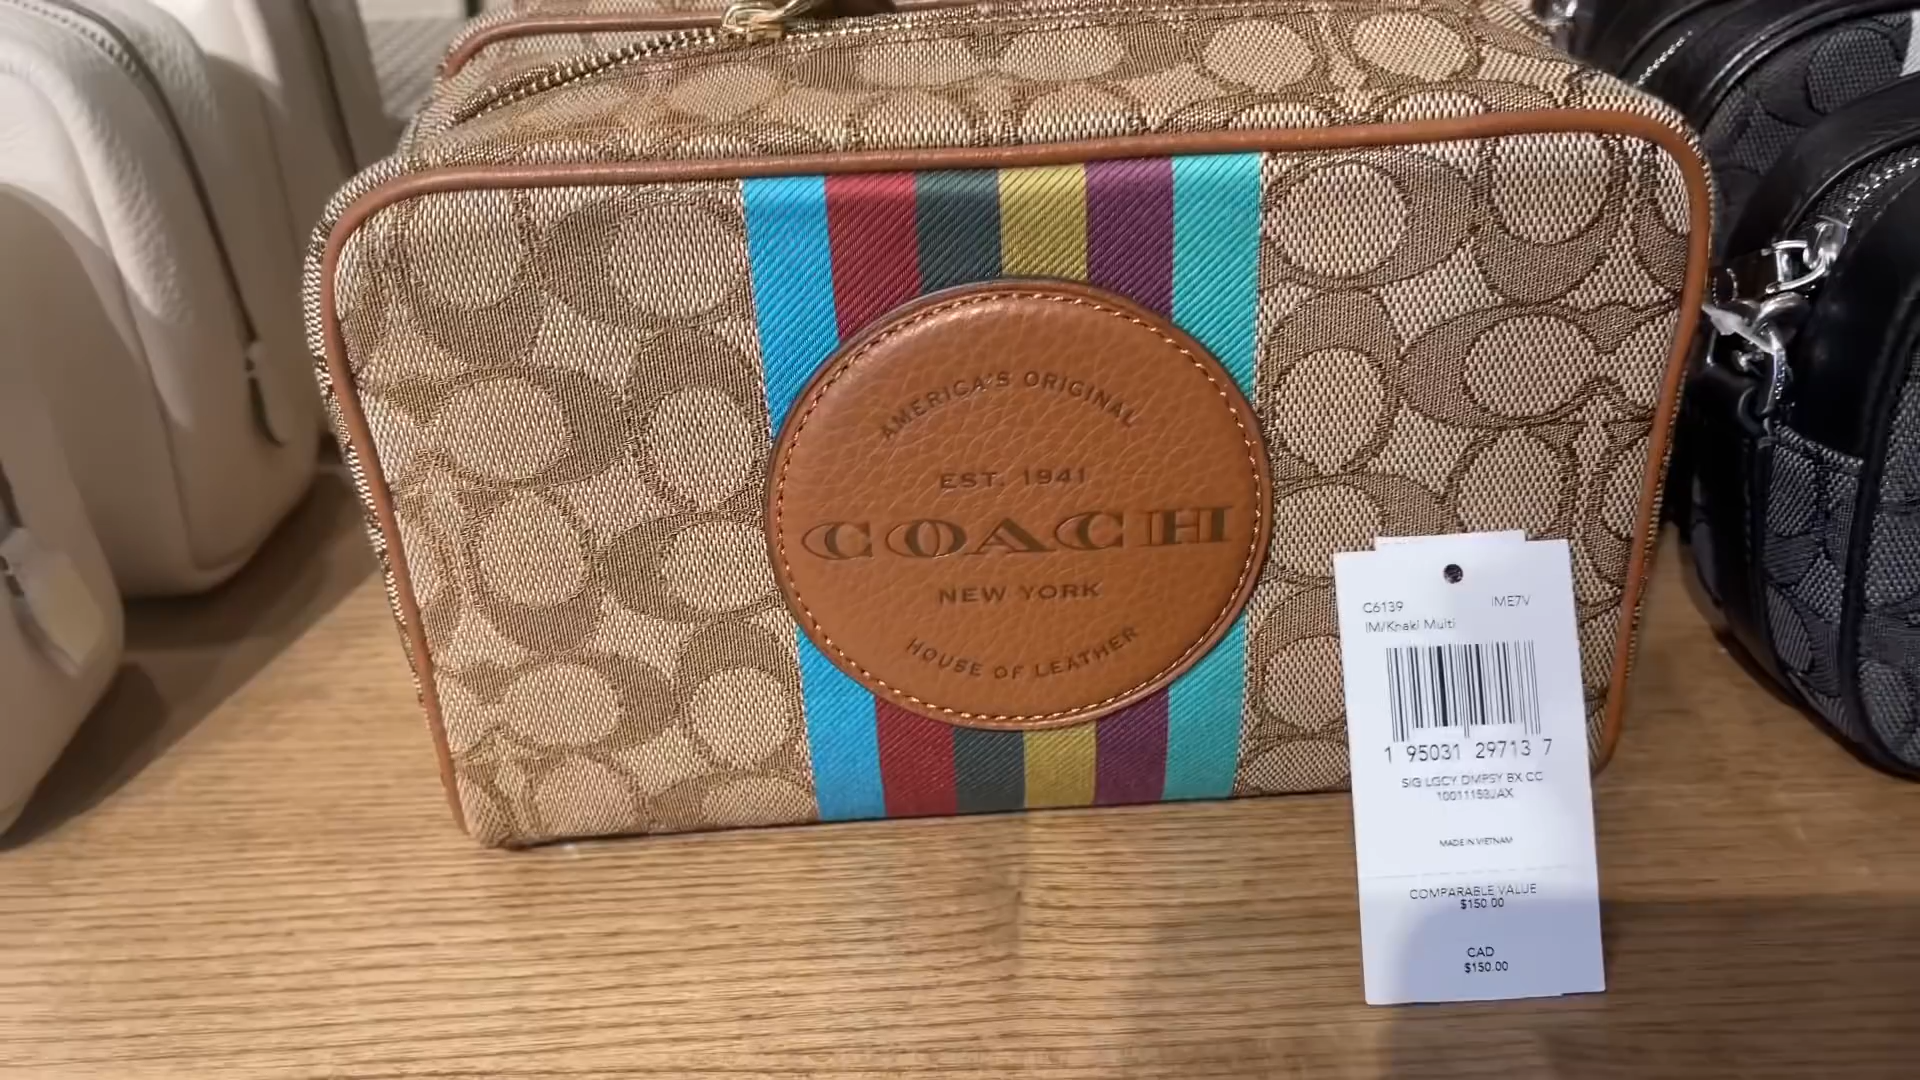 AMERICA'S ORIGINAL
EST. 1941
COACH
NEW YORK
HOUSE OF LEATHER
C6139 IME7V
IM/Khaki Multi
1 95031 29713 7
SIG LGCY DMPSY BX CC
10011153JAX
MADE IN VIETNAM
COMPARABLE VALUE
$150.00
CAD
$150.00